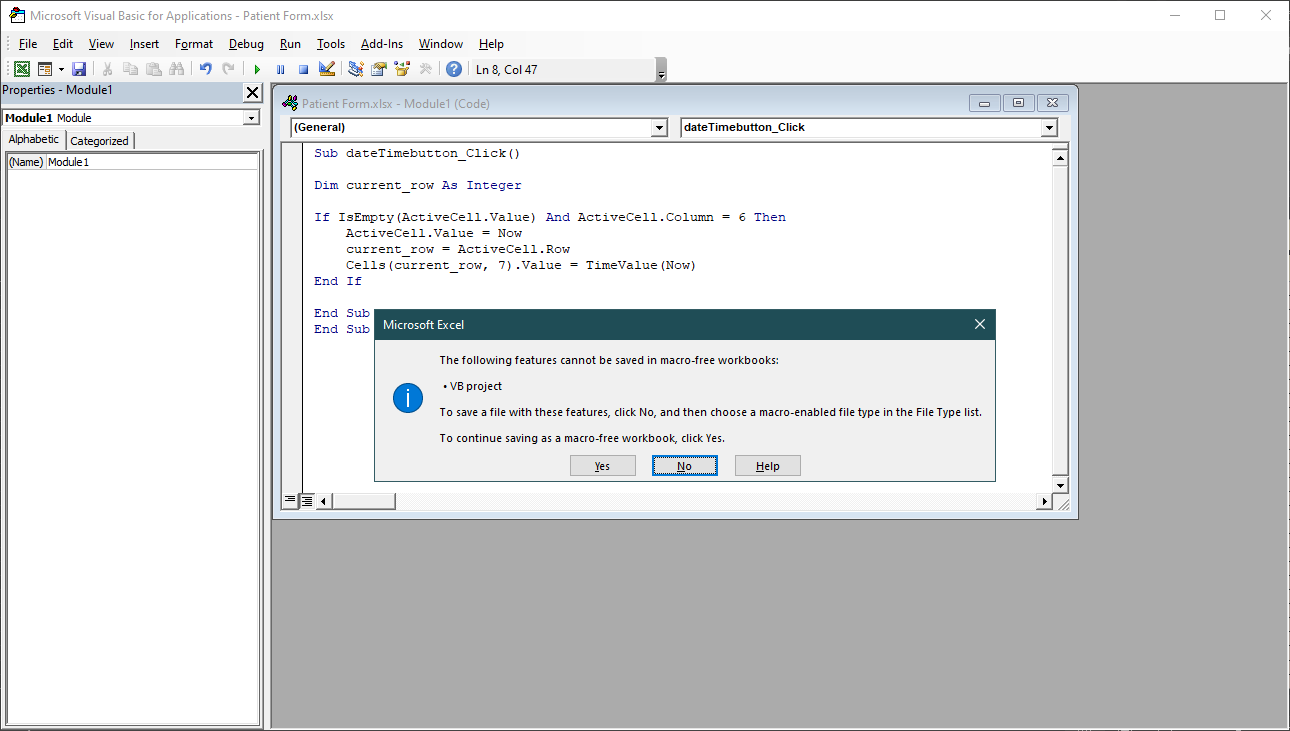 Microsoft Visual Basic for Applications - Patient Form.xlsx
File Edit View Insert Format Debug Run Tools Add-Ins Window Help
Ln 8, Col 47
Properties - Module1
Module1 Module
Alphabetic Categorized
(Name) Module1
Patient Form.xlsx - Module1 (Code)
(General) dateTimebutton_Click
Sub dateTimebutton_Click()
Dim current_row As Integer
If IsEmpty(ActiveCell.Value) And ActiveCell.Column = 6 Then
ActiveCell.Value = Now
current_row = ActiveCell.Row
Cells(current_row, 7).Value = TimeValue(Now)
End If
End Sub
End Sub
Microsoft Excel
The following features cannot be saved in macro-free workbooks:
• VB project
To save a file with these features, click No, and then choose a macro-enabled file type in the File Type list.
To continue saving as a macro-free workbook, click Yes.
Yes No Help